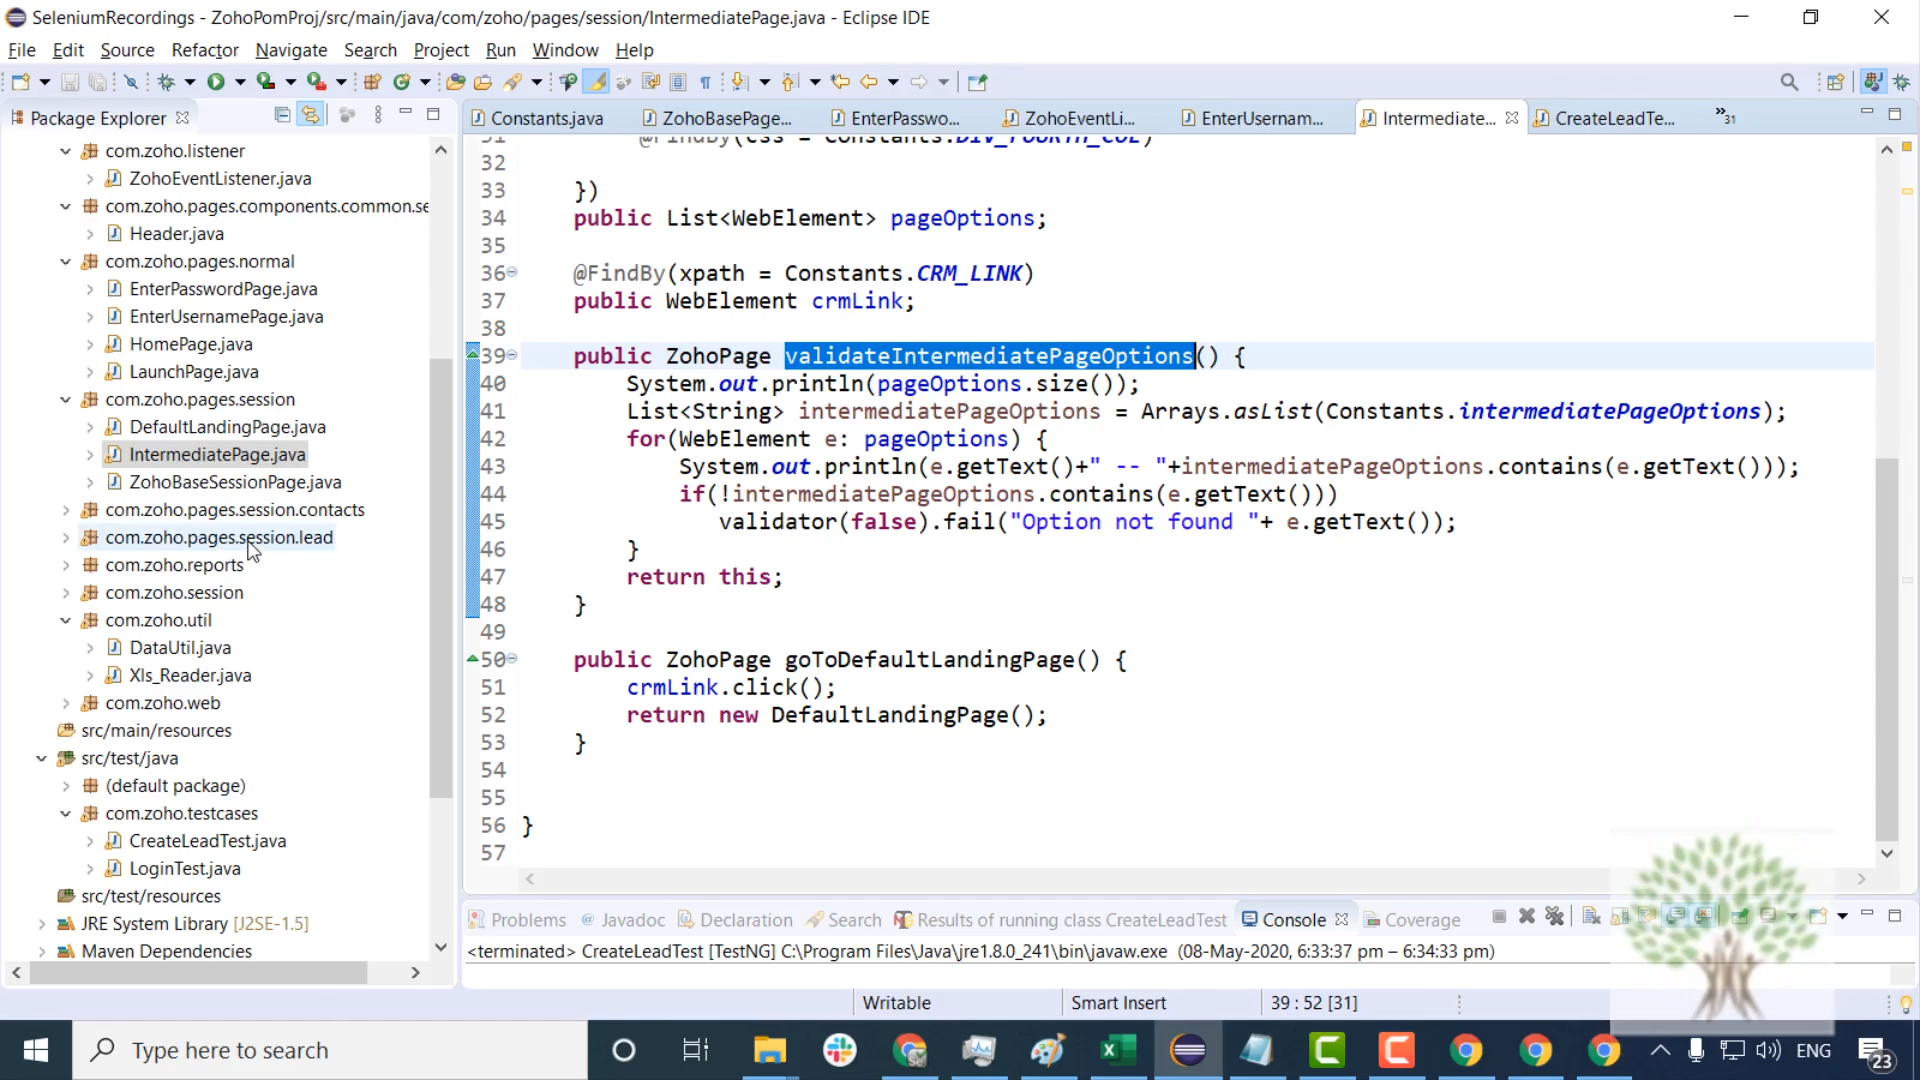 SeleniumRecordings - ZohoPomProj/src/main/java/com/zoho/pages/session/IntermediatePage.java - Eclipse IDE
File Edit Source Refactor Navigate Search Project Run Window Help
Package Explorer
Constants.java ZohoBasePage... EnterPasswo... ZohoEventLi... EnterUsernam... Intermediate... CreateLeadTe... »31
com.zoho.listener
ZohoEventListener.java
com.zoho.pages.components.common.se
Header.java
com.zoho.pages.normal
EnterPasswordPage.java
EnterUsernamePage.java
HomePage.java
LaunchPage.java
com.zoho.pages.session
DefaultLandingPage.java
IntermediatePage.java
ZohoBaseSessionPage.java
com.zoho.pages.session.contacts
com.zoho.pages.session.lead
com.zoho.reports
com.zoho.session
com.zoho.util
DataUtil.java
Xls_Reader.java
com.zoho.web
src/main/resources
src/test/java
(default package)
com.zoho.testcases
CreateLeadTest.java
LoginTest.java
src/test/resources
JRE System Library [J2SE-1.5]
Maven Dependencies
31 @FindBy(css = Constants.DIV_FOURTH_COL)
32
33 })
34 public List<WebElement> pageOptions;
35
36 @FindBy(xpath = Constants.CRM_LINK)
37 public WebElement crmLink;
38
39 public ZohoPage validateIntermediatePageOptions() {
40 System.out.println(pageOptions.size());
41 List<String> intermediatePageOptions = Arrays.asList(Constants.intermediatePageOptions);
42 for(WebElement e: pageOptions) {
43 System.out.println(e.getText()+" -- "+intermediatePageOptions.contains(e.getText()));
44 if(!intermediatePageOptions.contains(e.getText()))
45 validator(false).fail("Option not found "+ e.getText());
46 }
47 return this;
48 }
49
50 public ZohoPage goToDefaultLandingPage() {
51 crmLink.click();
52 return new DefaultLandingPage();
53 }
54
55
56 }
57
Problems Javadoc Declaration Search Results of running class CreateLeadTest Console Coverage
<terminated> CreateLeadTest [TestNG] C:\Program Files\Java\jre1.8.0_241\bin\javaw.exe (08-May-2020, 6:33:37 pm – 6:34:33 pm)
Writable Smart Insert 39 : 52 [31]
Type here to search
ENG 23